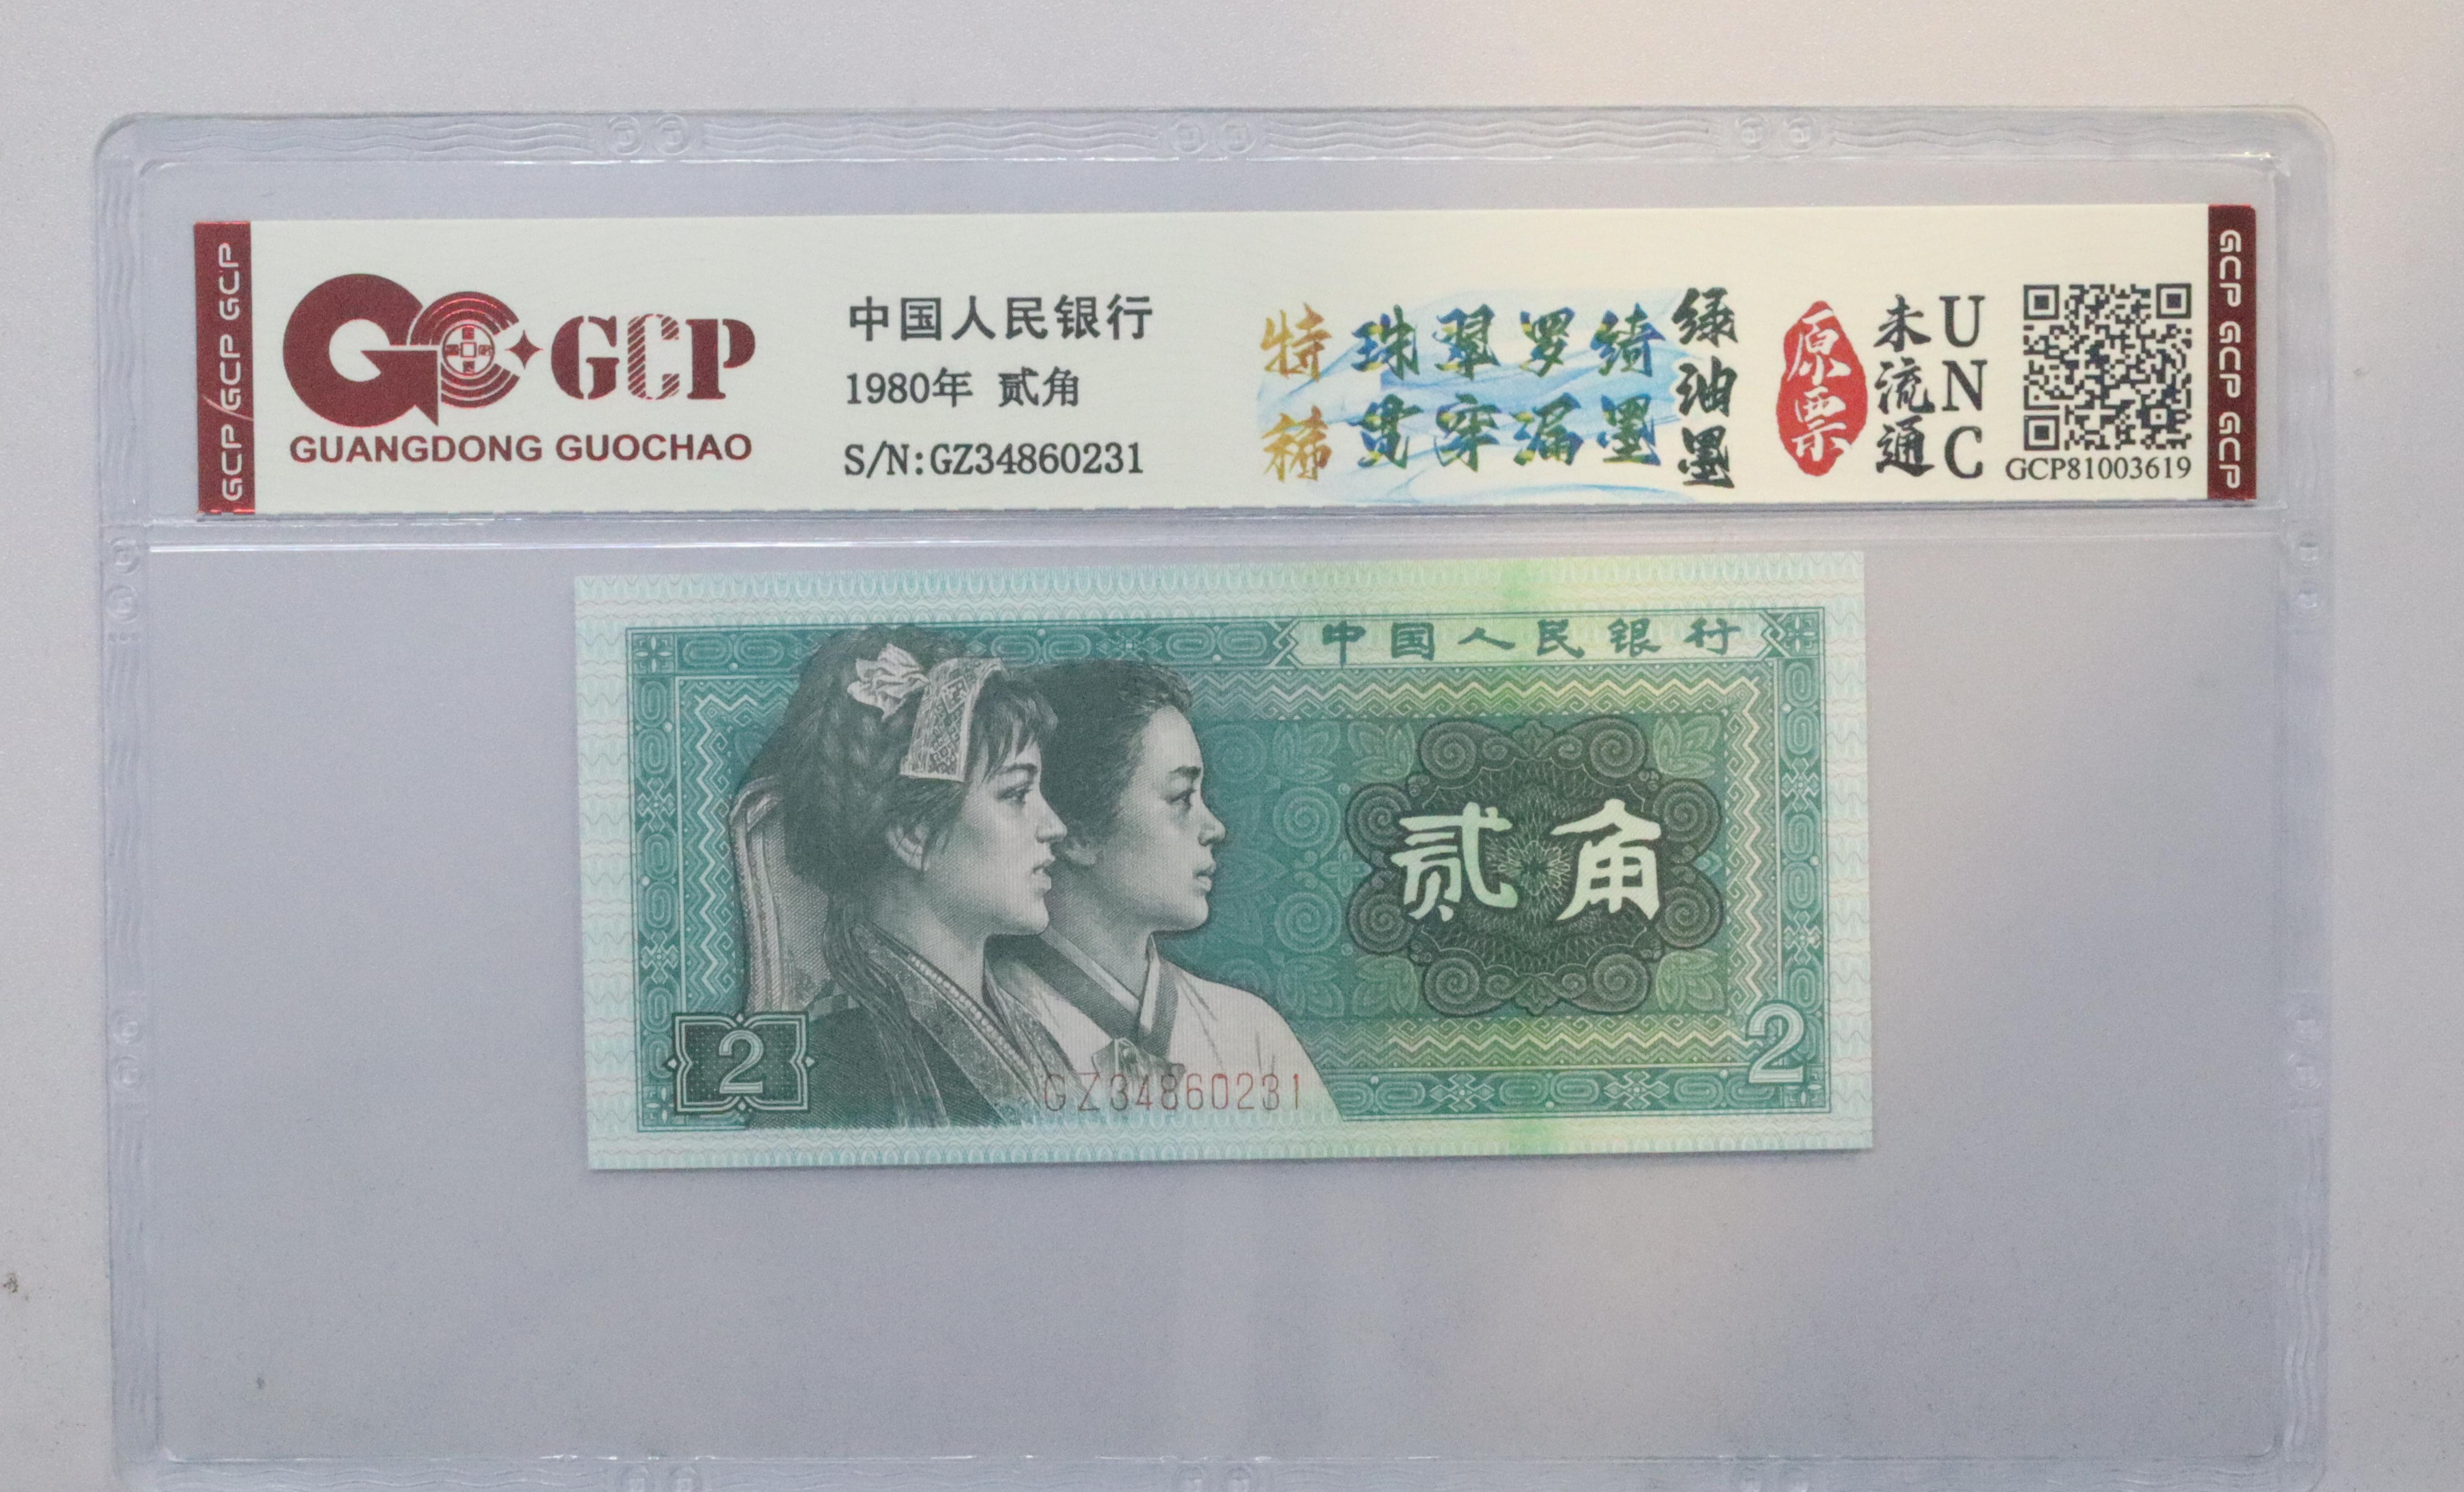 GCP GCP GCP
GCP
GUANGDONG GUOCHAO
中国人民银行
1980年 贰角
S/N:GZ34860231
特稀
珠翠罗绮
贯穿漏墨
绿油墨
原票
未流通
UNC
GCP81003619
GCP GCP GCP
中国人民银行
贰角
2
2
GZ34860231